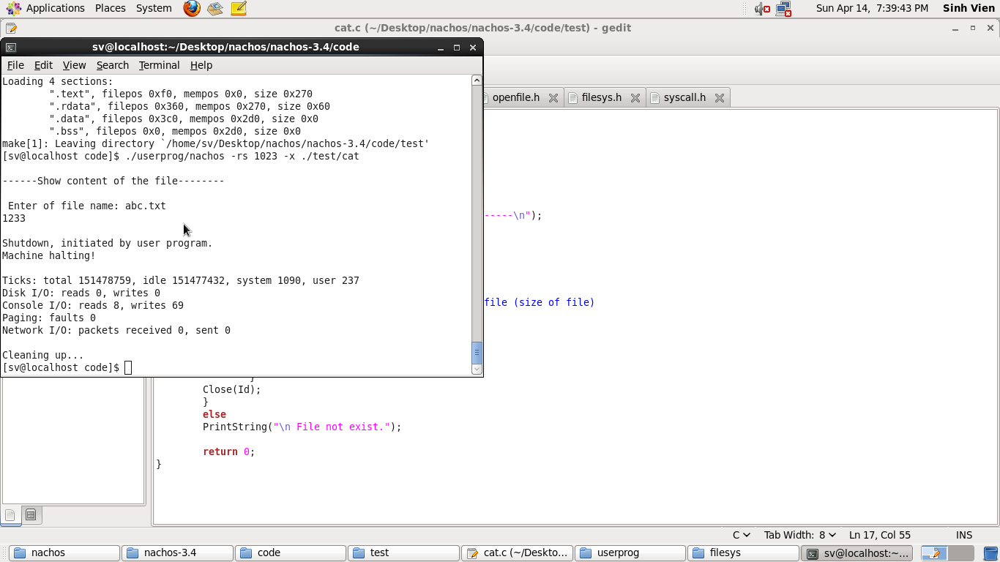 Applications Places System
Sun Apr 14, 7:39:43 PM Sinh Vien
cat.c (~/Desktop/nachos/nachos-3.4/code/test) - gedit
sv@localhost:~/Desktop/nachos/nachos-3.4/code
File Edit View Search Terminal Help
openfile.h filesys.h syscall.h
Loading 4 sections:
".text", filepos 0xf0, mempos 0x0, size 0x270
".rdata", filepos 0x360, mempos 0x270, size 0x60
".data", filepos 0x3c0, mempos 0x2d0, size 0x0
".bss", filepos 0x0, mempos 0x2d0, size 0x0
make[1]: Leaving directory `/home/sv/Desktop/nachos/nachos-3.4/code/test'
[sv@localhost code]$ ./userprog/nachos -rs 1023 -x ./test/cat
------Show content of the file--------
Enter of file name: abc.txt
1233
Shutdown, initiated by user program.
Machine halting!
Ticks: total 151478759, idle 151477432, system 1090, user 237
Disk I/O: reads 0, writes 0
Console I/O: reads 8, writes 69
Paging: faults 0
Network I/O: packets received 0, sent 0
Cleaning up...
[sv@localhost code]$
-----\n");
file (size of file)
}
Close(Id);
}
else
PrintString("\n File not exist.");
return 0;
}
C Tab Width: 8 Ln 17, Col 55 INS
nachos nachos-3.4 code test cat.c (~/Deskto... userprog filesys sv@localhost:~...